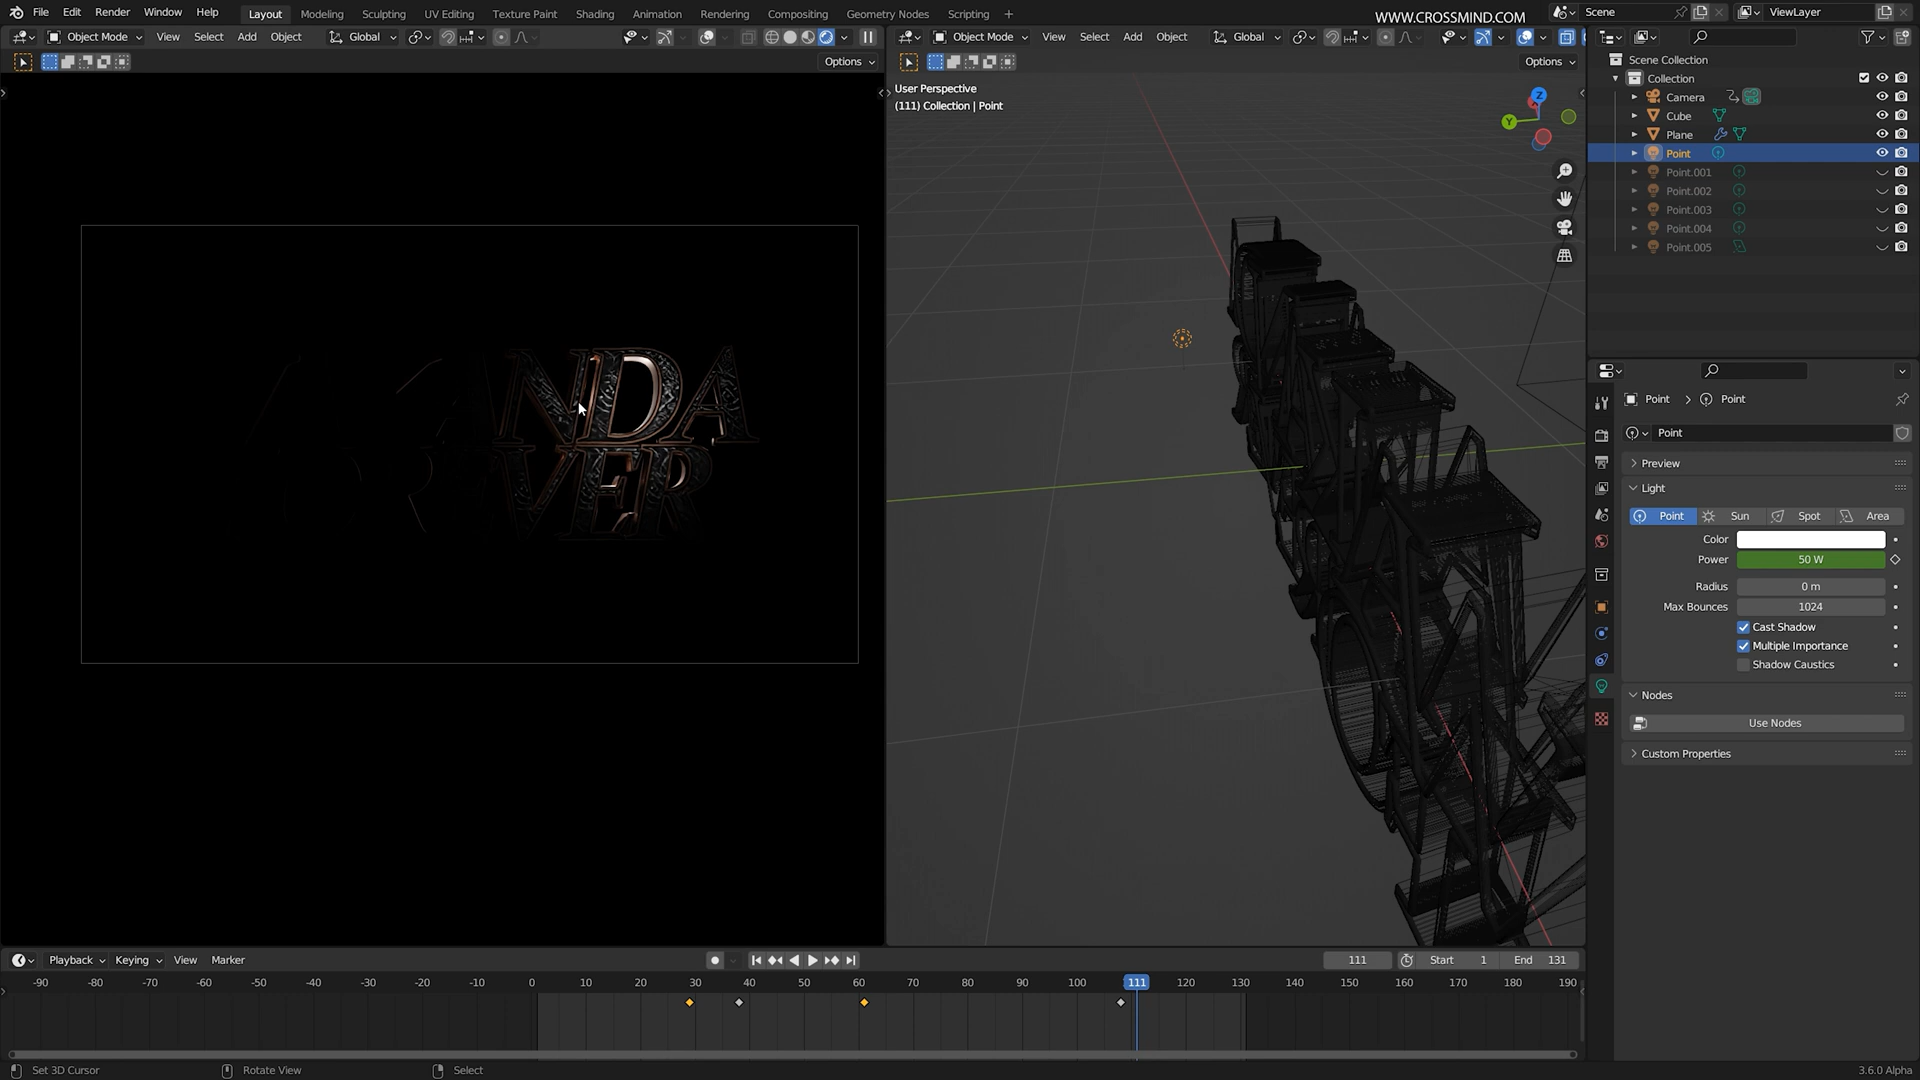 File Edit Render Window Help
Layout Modeling Sculpting UV Editing Texture Paint Shading Animation Rendering Compositing Geometry Nodes Scripting +
WWW.CROSSMIND.COM
Scene
ViewLayer
Object Mode View Select Add Object Global
Options
Object Mode View Select Add Object Global
Options
User Perspective
(111) Collection | Point
Z
Y
NDA
EVER
Scene Collection
Collection
Camera
Cube
Plane
Point
Point.001
Point.002
Point.003
Point.004
Point.005
Point > Point
Point
Preview
Light
Point Sun Spot Area
Color
Power 50 W
Radius 0 m
Max Bounces 1024
Cast Shadow
Multiple Importance
Shadow Caustics
Nodes
Use Nodes
Custom Properties
Playback Keying View Marker
111 Start 1 End 131
-90 -80 -70 -60 -50 -40 -30 -20 -10 0 10 20 30 40 50 60 70 80 90 100 111 120 130 140 150 160 170 180 190
Set 3D Cursor Rotate View Select 3.6.0 Alpha